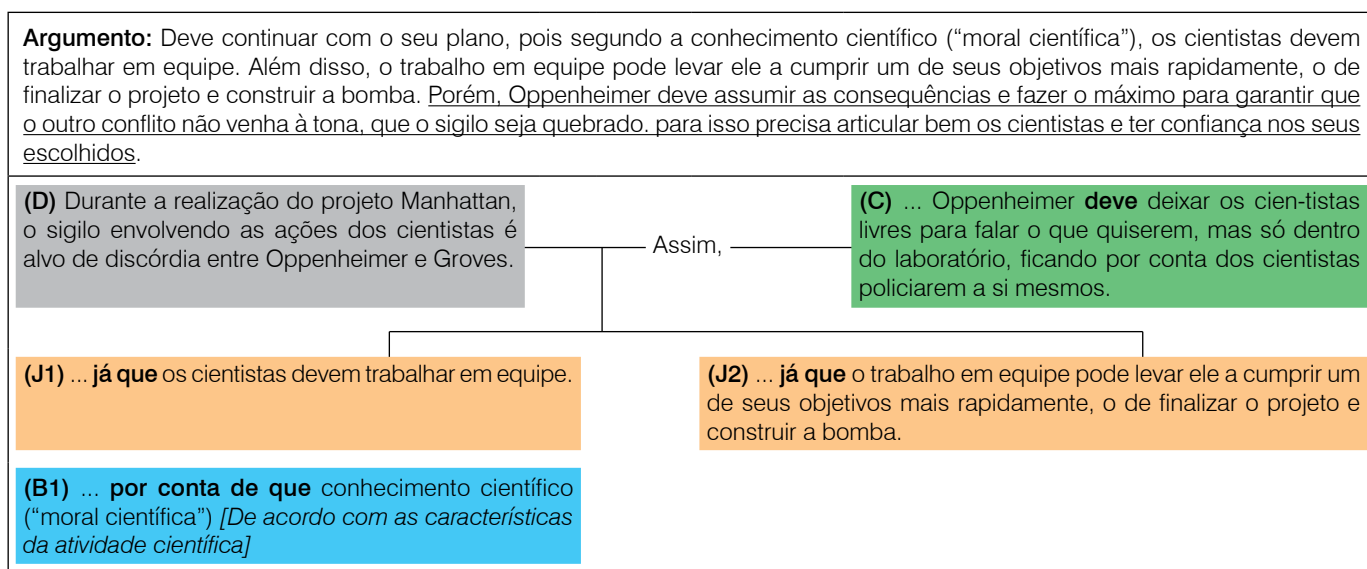 Argumento: Deve continuar com o seu plano, pois segundo a conhecimento científico (“moral científica”), os cientistas devem
trabalhar em equipe. Além disso, o trabalho em equipe pode levar ele a cumprir um de seus objetivos mais rapidamente, o de
finalizar o projeto e construir a bomba. Porém, Oppenheimer deve assumir as consequências e fazer o máximo para garantir que
o outro conflito não venha à tona, que o sigilo seja quebrado. para isso precisa articular bem os cientistas e ter confiança nos seus
escolhidos.
(D) Durante a realização do projeto Manhattan,
o sigilo envolvendo as ações dos cientistas é
alvo de discórdia entre Oppenheimer e Groves.
Assim,
(C) ... Oppenheimer deve deixar os cien-tistas
livres para falar o que quiserem, mas só dentro
do laboratório, ficando por conta dos cientistas
policiarem a si mesmos.
(J1) ... já que os cientistas devem trabalhar em equipe.
(J2) ... já que o trabalho em equipe pode levar ele a cumprir um
de seus objetivos mais rapidamente, o de finalizar o projeto e
construir a bomba.
(B1) ... por conta de que conhecimento científico
(“moral científica”) [De acordo com as características
da atividade científica]